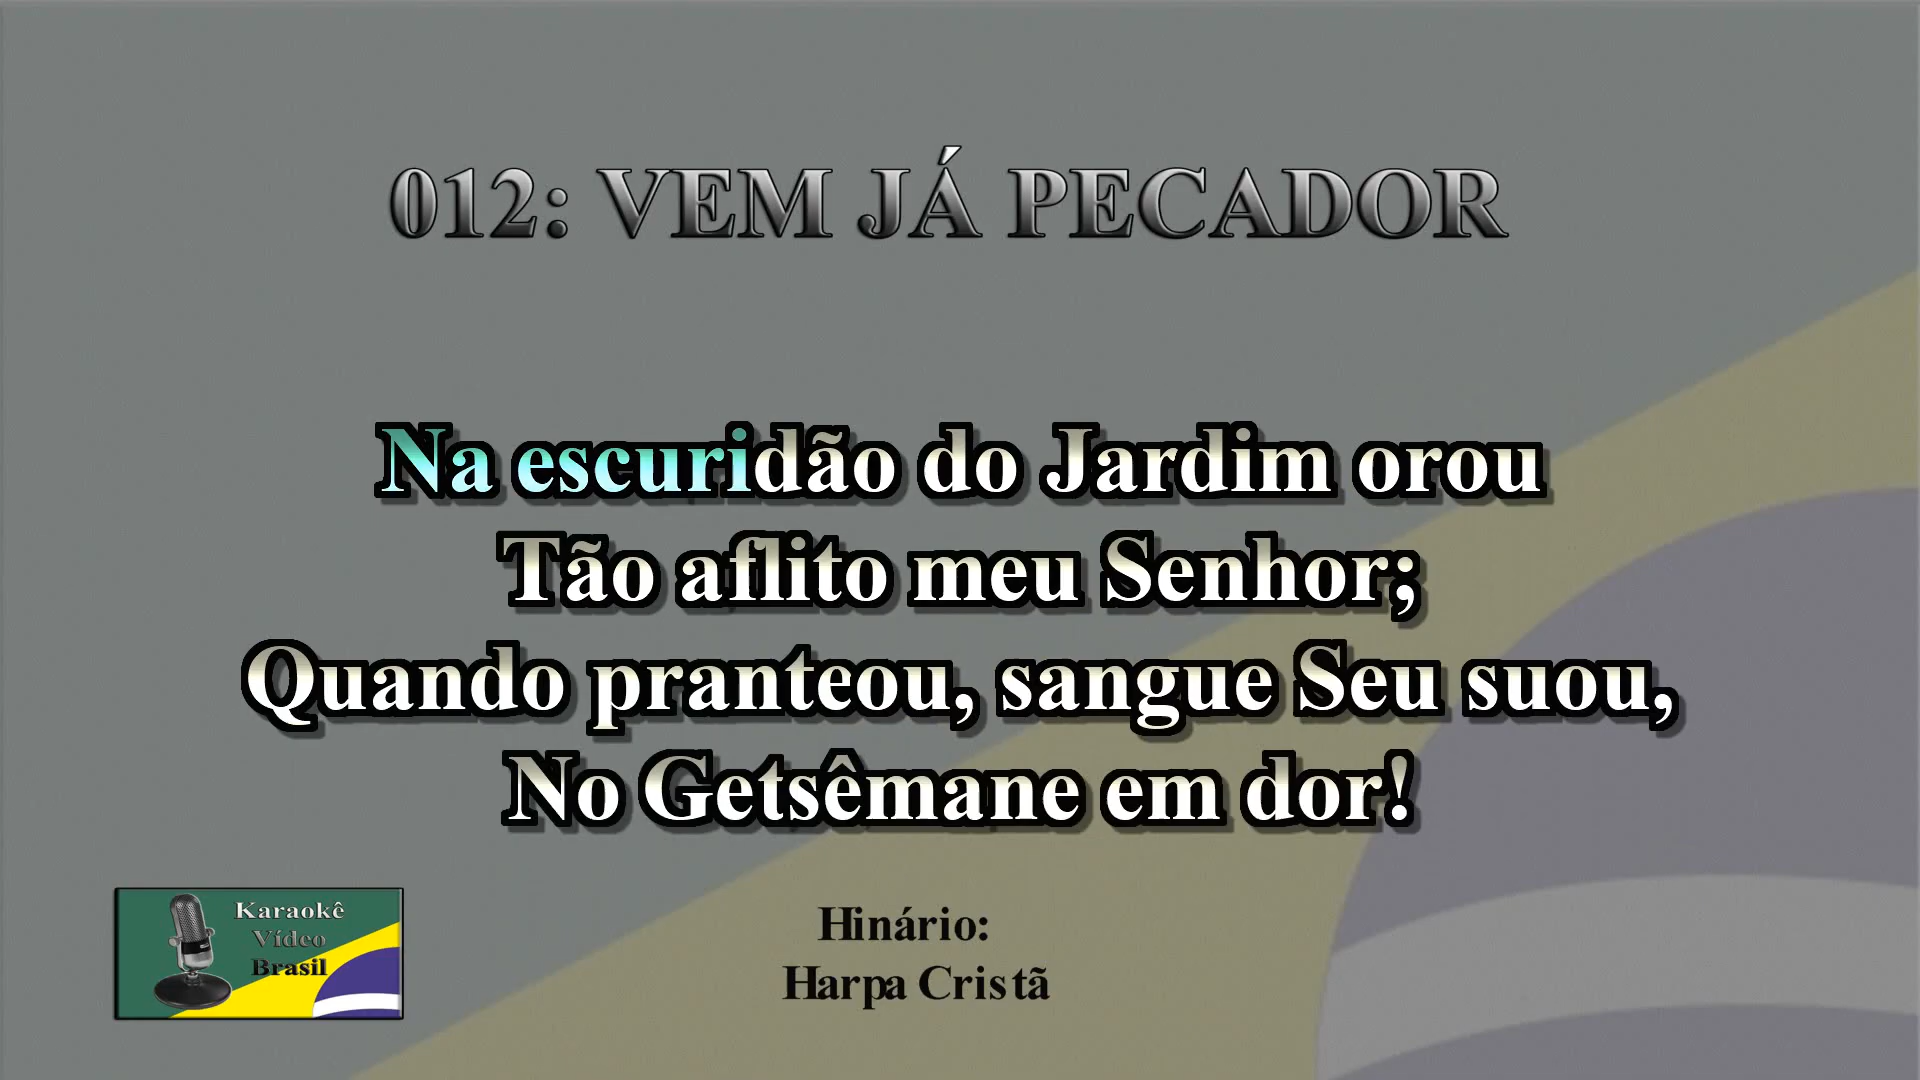 012: VEM JÁ PECADOR
Na escuridão do Jardim orou
Tão aflito meu Senhor;
Quando pranteou, sangue Seu suou,
No Getsêmane em dor!
Karaokê
Vídeo
Brasil
Hinário:
Harpa Cristã